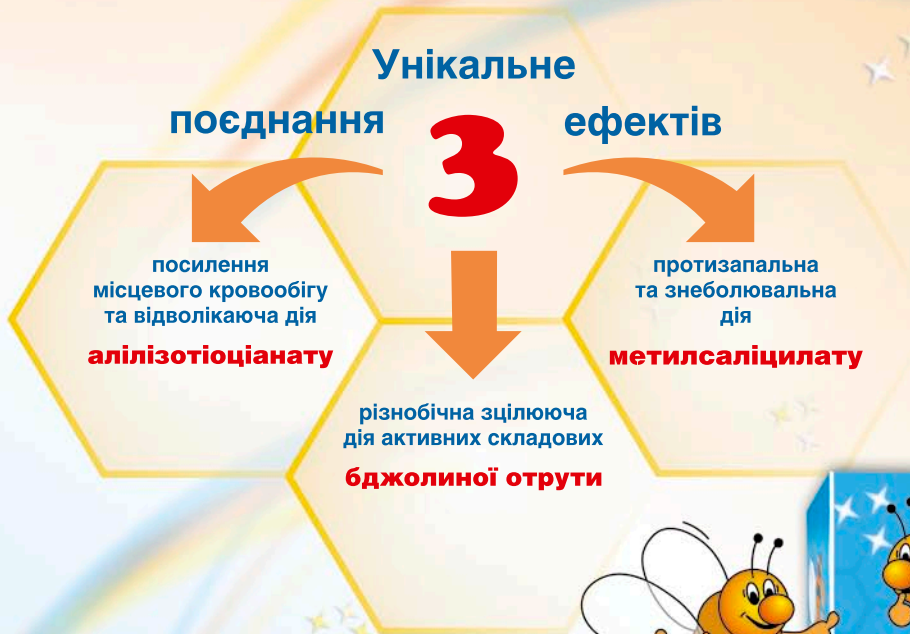 Унікальне
поєднання 3 ефектів
посилення
місцевого кровообігу
та відволікаюча дія
алілізотіоціанату
різнобічна зцілююча
дія активних складових
бджолиної отрути
протизапальна
та знеболювальна
дія
метилсаліцилату